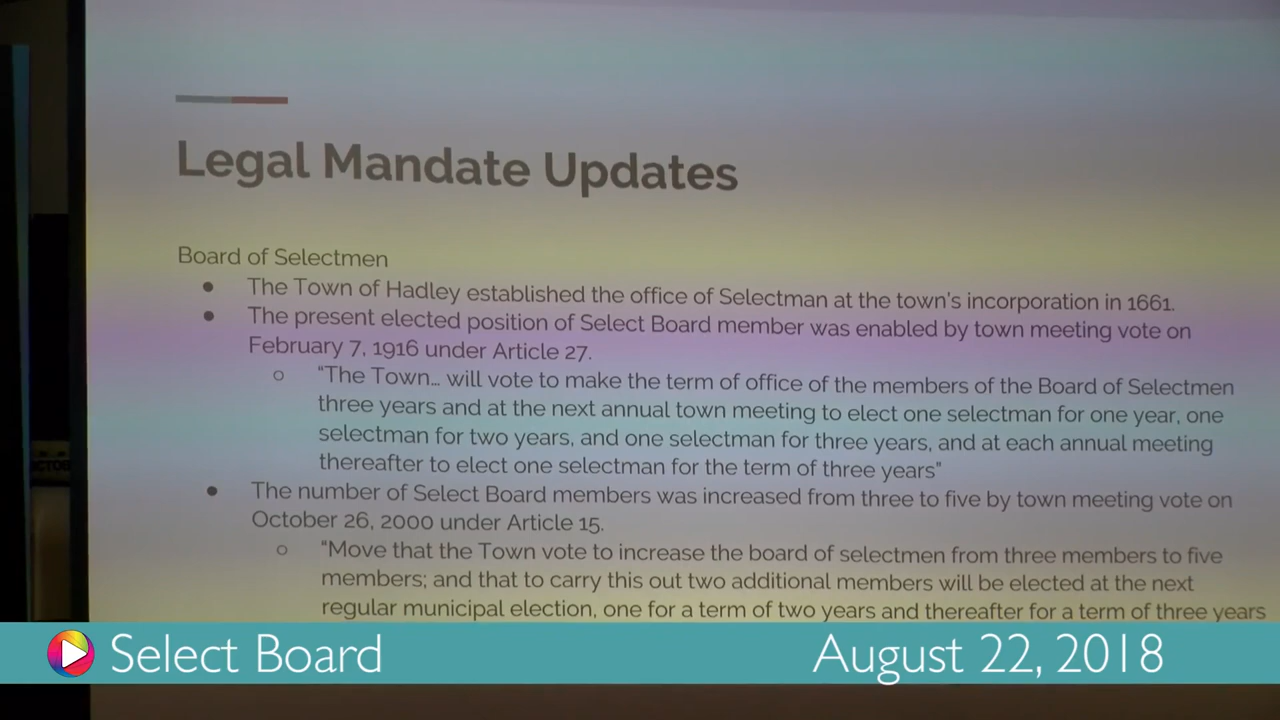 Legal Mandate Updates
Board of Selectmen
● The Town of Hadley established the office of Selectman at the town's incorporation in 1661.
● The present elected position of Select Board member was enabled by town meeting vote on
February 7, 1916 under Article 27.
○ "The Town… will vote to make the term of office of the members of the Board of Selectmen
three years and at the next annual town meeting to elect one selectman for one year, one
selectman for two years, and one selectman for three years, and at each annual meeting
thereafter to elect one selectman for the term of three years"
● The number of Select Board members was increased from three to five by town meeting vote on
October 26, 2000 under Article 15.
○ "Move that the Town vote to increase the board of selectmen from three members to five
members; and that to carry this out two additional members will be elected at the next
regular municipal election, one for a term of two years and thereafter for a term of three years
Select Board
August 22, 2018